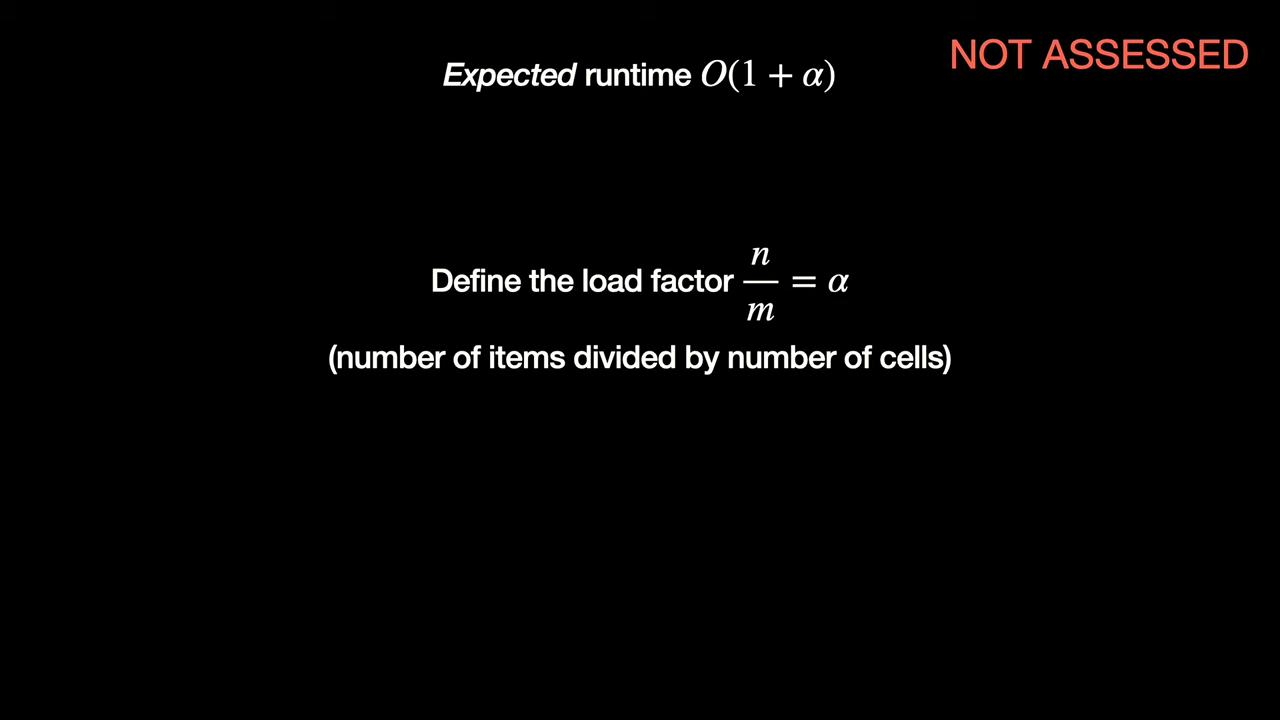 NOT ASSESSED
Expected runtime O(1 + α)
Define the load factor n/m = α
(number of items divided by number of cells)